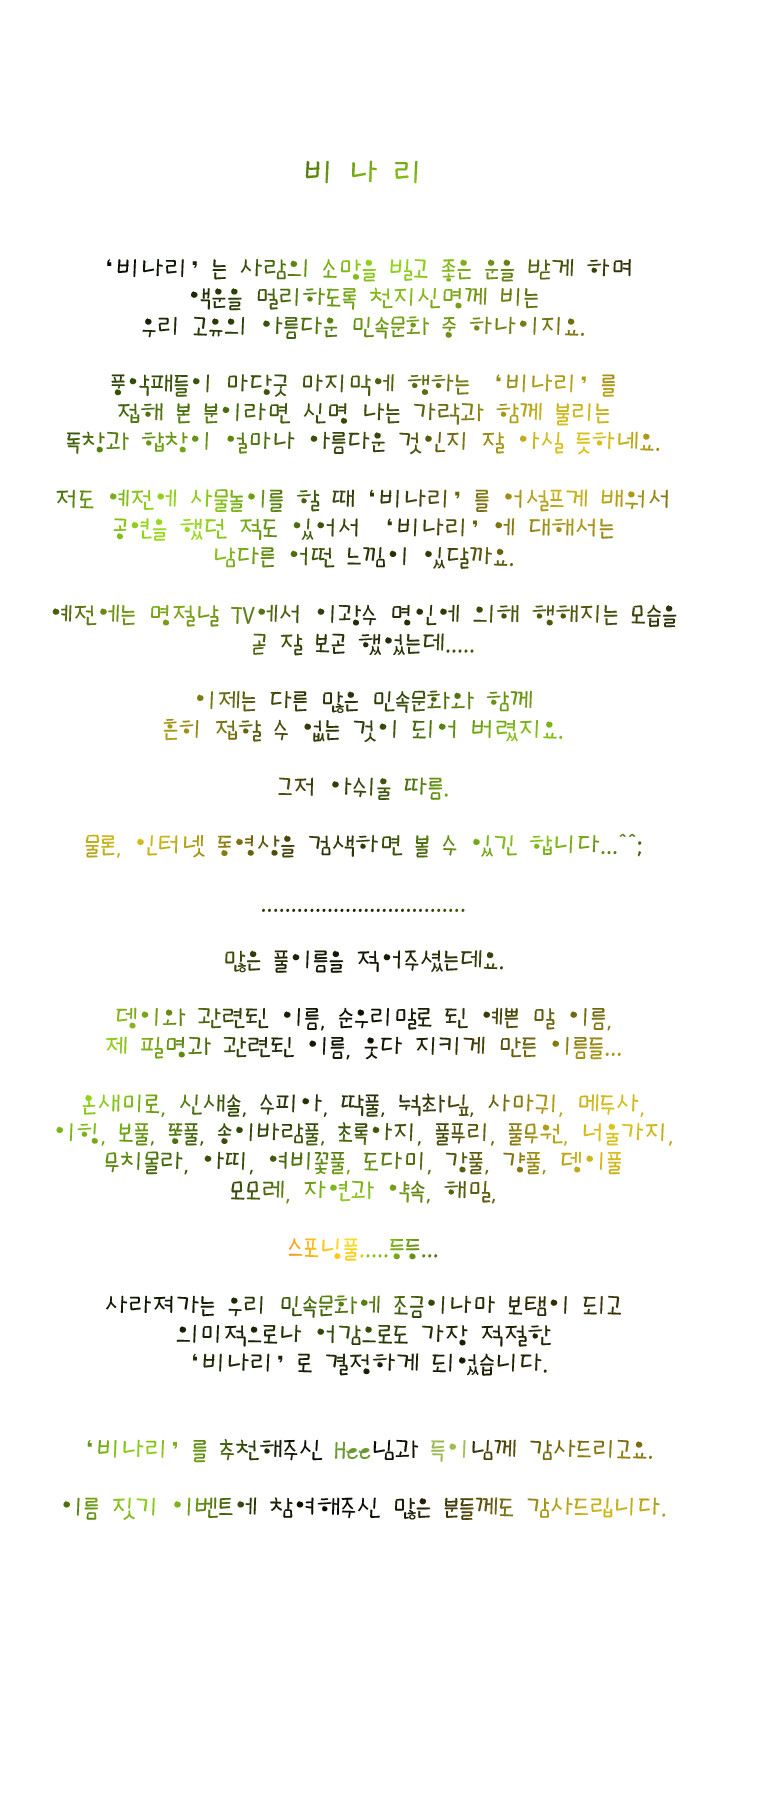 비 나 리
‘비나리’ 는 사람의 소망을 빌고 좋은 운을 받게 하며
액운을 멀리하도록 천지신명께 비는
우리 고유의 아름다운 민속문화 중 하나이지요.
풍악패들이 마당굿 마지막에 행하는 ‘비나리’ 를
접해 본 분이라면 신명 나는 가락과 함께 불리는
독창과 합창이 얼마나 아름다운 것인지 잘 아실 듯하네요.
저도 예전에 사물놀이를 할 때 ‘비나리’ 를 어설프게 배워서
공연을 했던 적도 있어서 ‘비나리’ 에 대해서는
남다른 어떤 느낌이 있달까요.
예전에는 명절날 TV에서 이광수 명인에 의해 행해지는 모습을
곧 잘 보곤 했었는데.....
이제는 다른 많은 민속문화와 함께
흔히 접할 수 없는 것이 되어 버렸지요.
그저 아쉬울 따름.
물론, 인터넷 동영상을 검색하면 볼 수 있긴 합니다...^^;
..................................
많은 풀이름을 적어주셨는데요.
뎅이와 관련된 이름, 순우리말로 된 예쁜 말 이름,
제 필명과 관련된 이름, 웃다 지키게 만든 이름들...
온새미로, 신새솔, 수피아, 딱풀, 눡촤닢, 사마귀, 메두사,
이힝, 보풀, 똥풀, 송이바람풀, 초록아지, 풀푸리, 풀무원, 너울가지,
무치몰라, 아띠, 여비꽃풀, 도다미, 강풀, 걍풀, 뎅이풀
모모레, 자연과 약속, 해밀,
스포닝풀.....등등...
사라져가는 우리 민속문화에 조금이나마 보탬이 되고
의미적으로나 어감으로도 가장 적절한
‘비나리’ 로 결정하게 되었습니다.
‘비나리’ 를 추천해주신 Hee님과 득이님께 감사드리고요.
이름 짓기 이벤트에 참여해주신 많은 분들께도 감사드립니다.